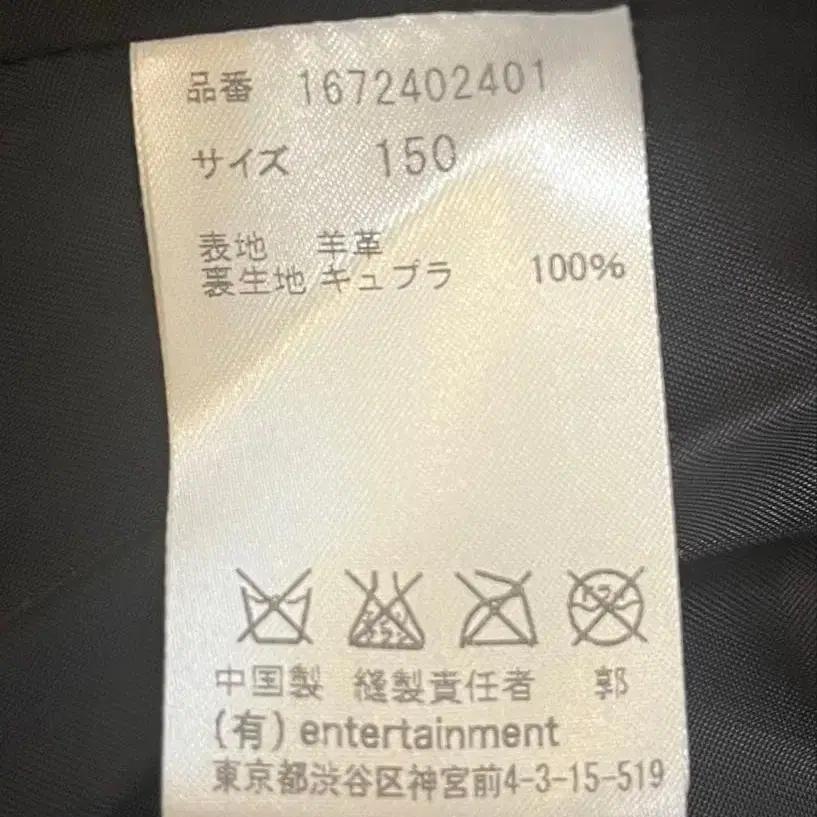 品番 1672402401
サイズ 150
表地 羊革
裏生地 キュプラ 100%
中国製 縫製責任者 郭
(有) entertainment
東京都渋谷区神宮前4-3-15-519